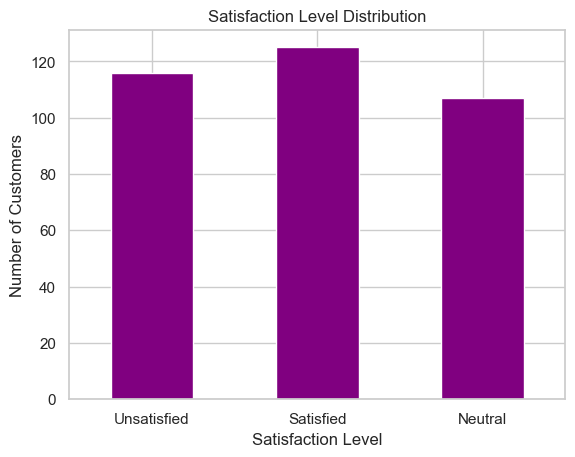 Satisfaction Level Distribution
Number of Customers
120
100
80
60
40
20
0
Unsatisfied Satisfied Neutral
Satisfaction Level